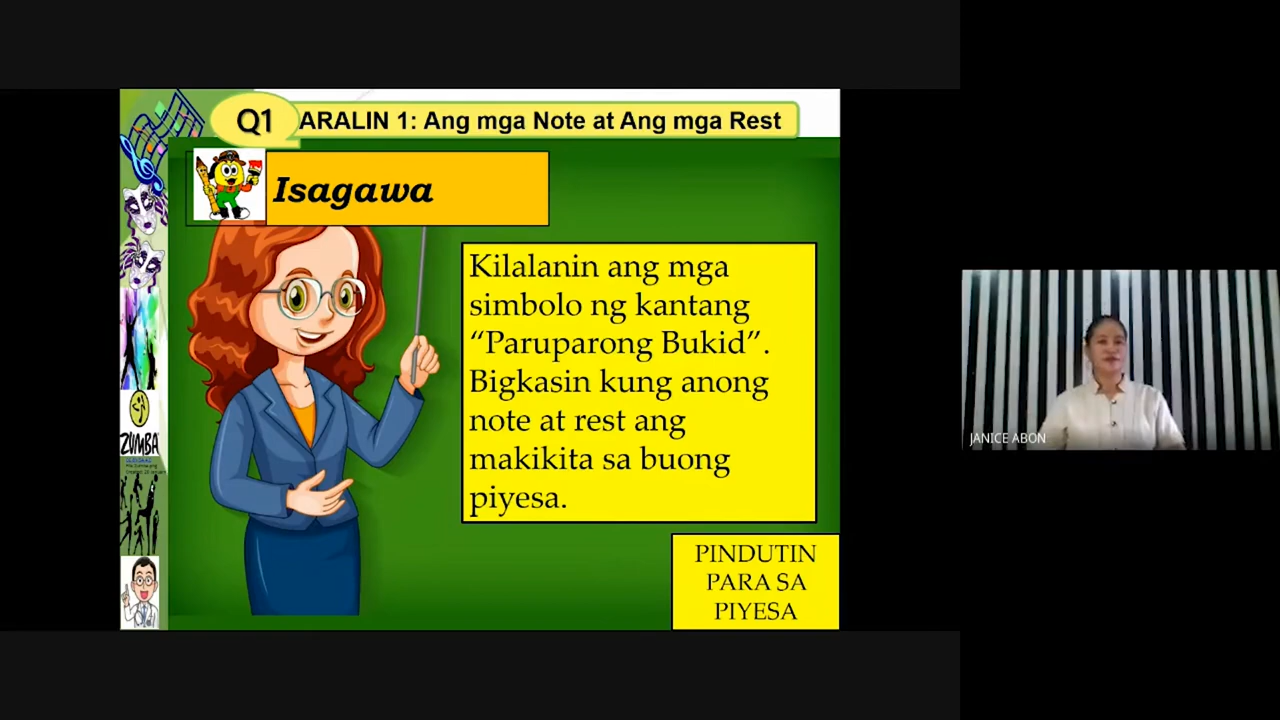 Q1
ARALIN 1: Ang mga Note at Ang mga Rest
Isagawa
Kilalanin ang mga
simbolo ng kantang
“Paruparong Bukid”.
Bigkasin kung anong
note at rest ang
makikita sa buong
piyesa.
PINDUTIN
PARA SA
PIYESA
ZUMBA
JANICE ABON